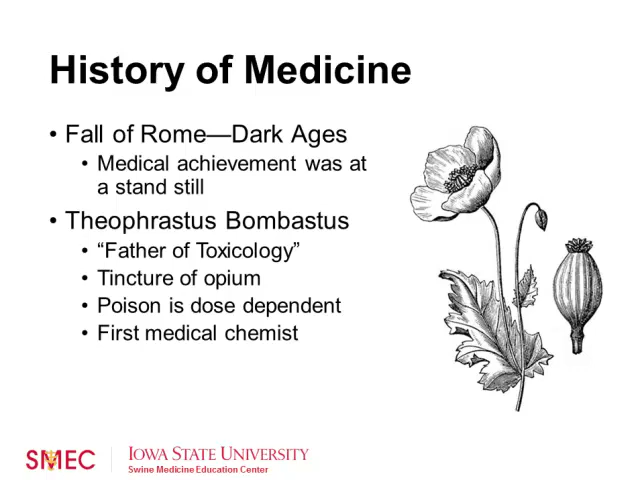 History of Medicine
• Fall of Rome—Dark Ages
• Medical achievement was at
a stand still
• Theophrastus Bombastus
• “Father of Toxicology”
• Tincture of opium
• Poison is dose dependent
• First medical chemist
SMEC
IOWA STATE UNIVERSITY
Swine Medicine Education Center